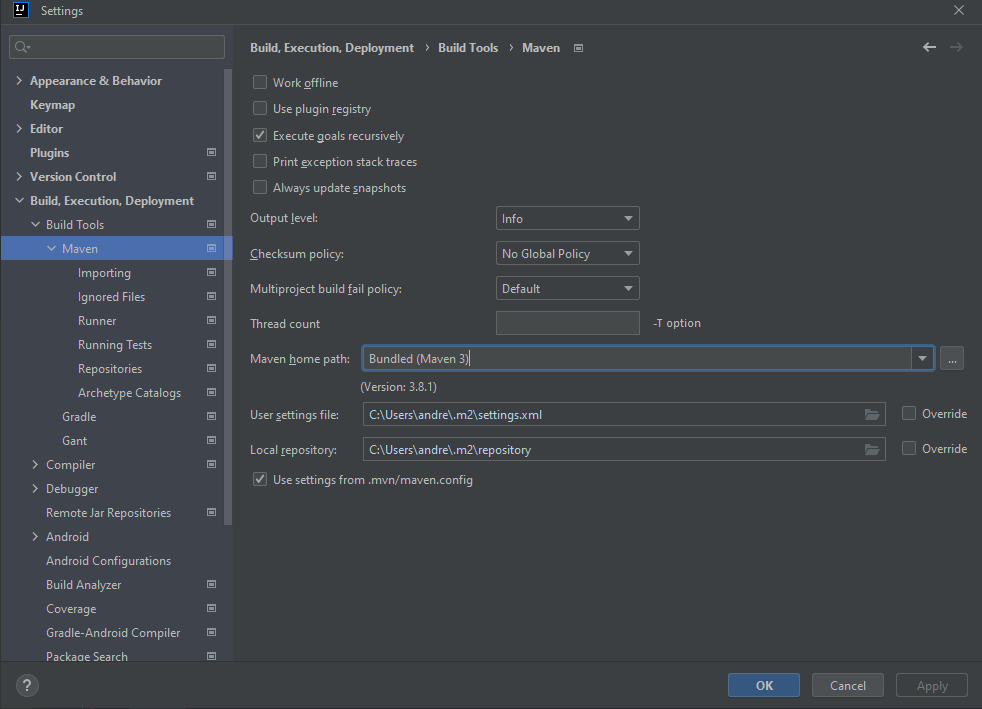 IJ
Settings
Appearance & Behavior
Keymap
Editor
Plugins
Version Control
Build, Execution, Deployment
Build Tools
Maven
Importing
Ignored Files
Runner
Running Tests
Repositories
Archetype Catalogs
Gradle
Gant
Compiler
Debugger
Remote Jar Repositories
Android
Android Configurations
Build Analyzer
Coverage
Gradle-Android Compiler
Package Search
Build, Execution, Deployment › Build Tools › Maven
Work offline
Use plugin registry
Execute goals recursively
Print exception stack traces
Always update snapshots
Output level: Info
Checksum policy: No Global Policy
Multiproject build fail policy: Default
Thread count -T option
Maven home path: Bundled (Maven 3) ...
(Version: 3.8.1)
User settings file: C:\Users\andre\.m2\settings.xml Override
Local repository: C:\Users\andre\.m2\repository Override
Use settings from .mvn/maven.config
? OK Cancel Apply